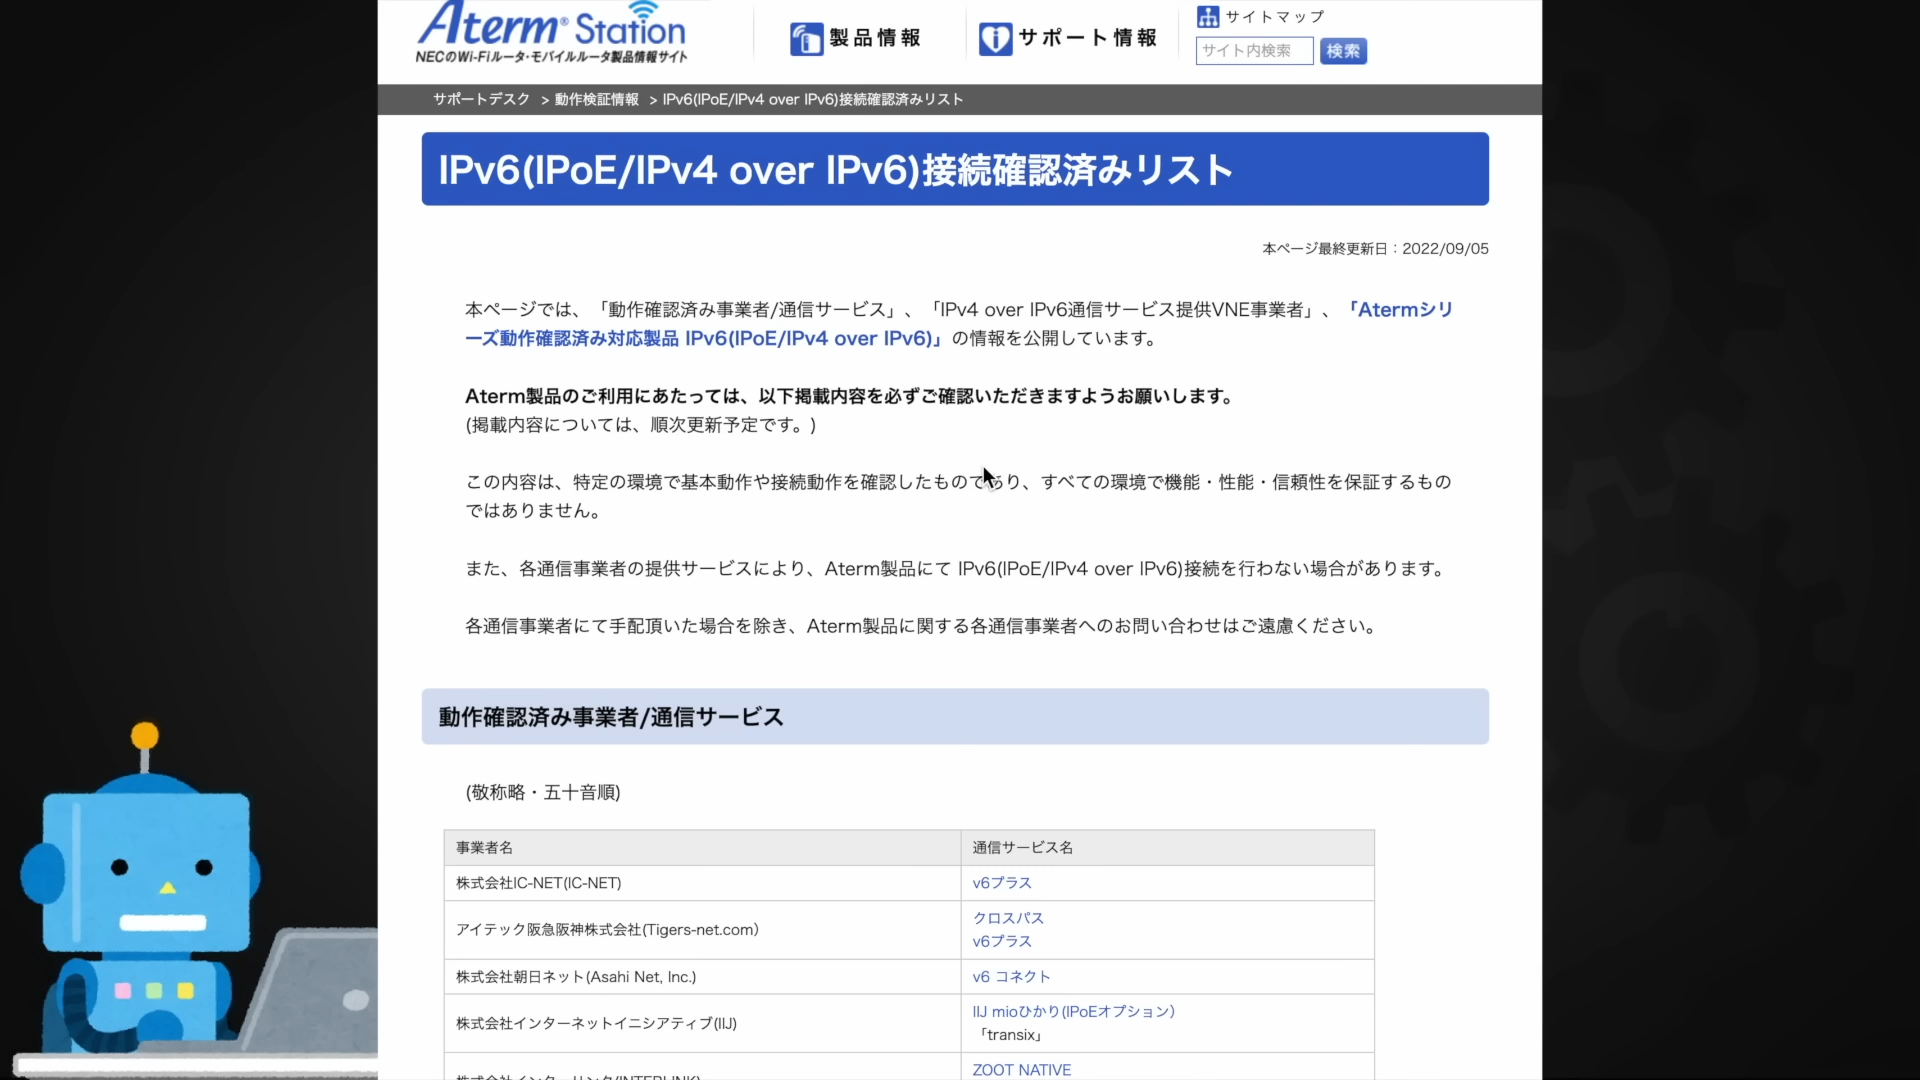 Aterm® Station
NECのWi-Fiルータ・モバイルルータ製品情報サイト
製品情報
サポート情報
サイトマップ
サイト内検索
検索
サポートデスク > 動作検証情報 > IPv6(IPoE/IPv4 over IPv6)接続確認済みリスト
IPv6(IPoE/IPv4 over IPv6)接続確認済みリスト
本ページ最終更新日：2022/09/05
本ページでは、「動作確認済み事業者/通信サービス」、「IPv4 over IPv6通信サービス提供VNE事業者」、「Atermシリ
ーズ動作確認済み対応製品 IPv6(IPoE/IPv4 over IPv6)」の情報を公開しています。
Aterm製品のご利用にあたっては、以下掲載内容を必ずご確認いただきますようお願いします。
(掲載内容については、順次更新予定です。)
この内容は、特定の環境で基本動作や接続動作を確認したものであり、すべての環境で機能・性能・信頼性を保証するもの
ではありません。
また、各通信事業者の提供サービスにより、Aterm製品にて IPv6(IPoE/IPv4 over IPv6)接続を行わない場合があります。
各通信事業者にて手配頂いた場合を除き、Aterm製品に関する各通信事業者へのお問い合わせはご遠慮ください。
動作確認済み事業者/通信サービス
(敬称略・五十音順)
事業者名
通信サービス名
株式会社IC-NET(IC-NET)
v6プラス
アイテック阪急阪神株式会社(Tigers-net.com）
クロスパス
v6プラス
株式会社朝日ネット(Asahi Net, Inc.)
v6 コネクト
株式会社インターネットイニシアティブ(IIJ)
IIJ mioひかり(IPoEオプション）
「transix」
株式会社インターリンク(INTERLINK)
ZOOT NATIVE